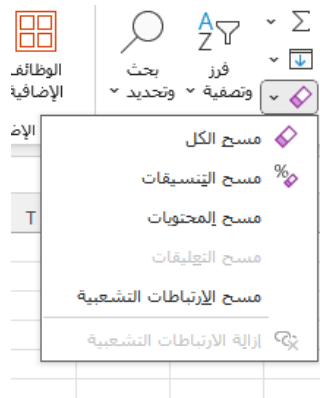 فرز
وتصفية
بحث
وتحديد
الوظائف
الإضافية
الإض
مسح الكل
مسح التنسيقات
مسح المحتويات
مسح التعليقات
مسح الارتباطات التشعبية
إزالة الارتباطات التشعبية
T